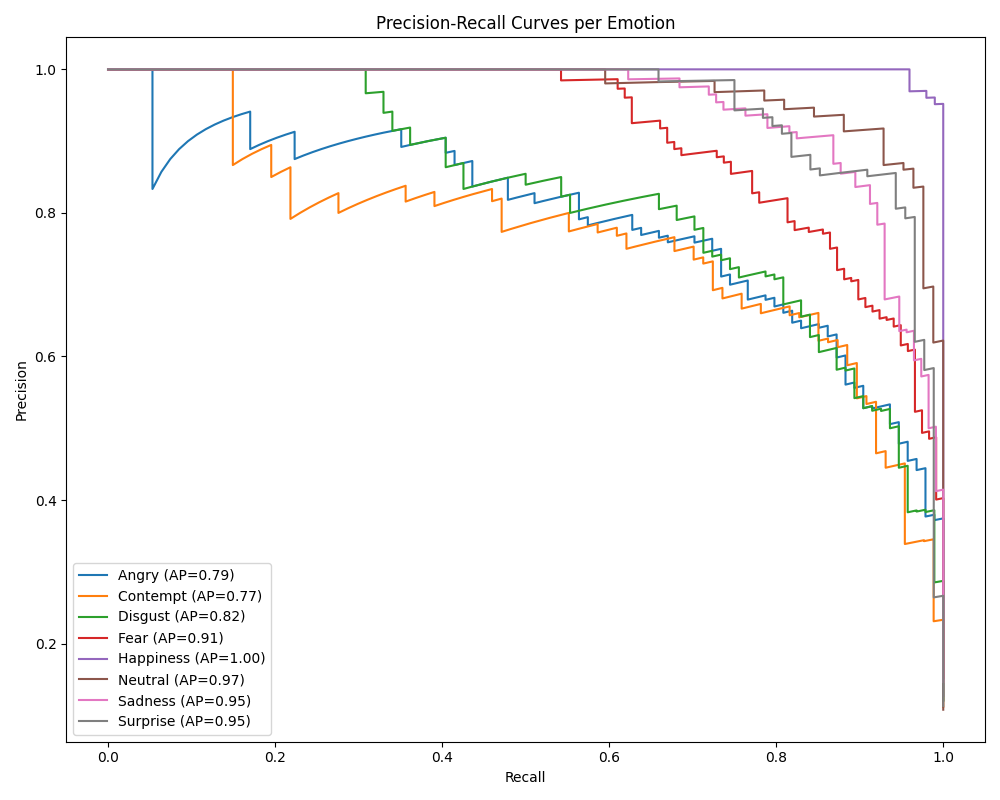 Precision-Recall Curves per Emotion
1.0
0.8
0.6
0.4
0.2
Precision
Angry (AP=0.79)
Contempt (AP=0.77)
Disgust (AP=0.82)
Fear (AP=0.91)
Happiness (AP=1.00)
Neutral (AP=0.97)
Sadness (AP=0.95)
Surprise (AP=0.95)
0.0 0.2 0.4 0.6 0.8 1.0
Recall